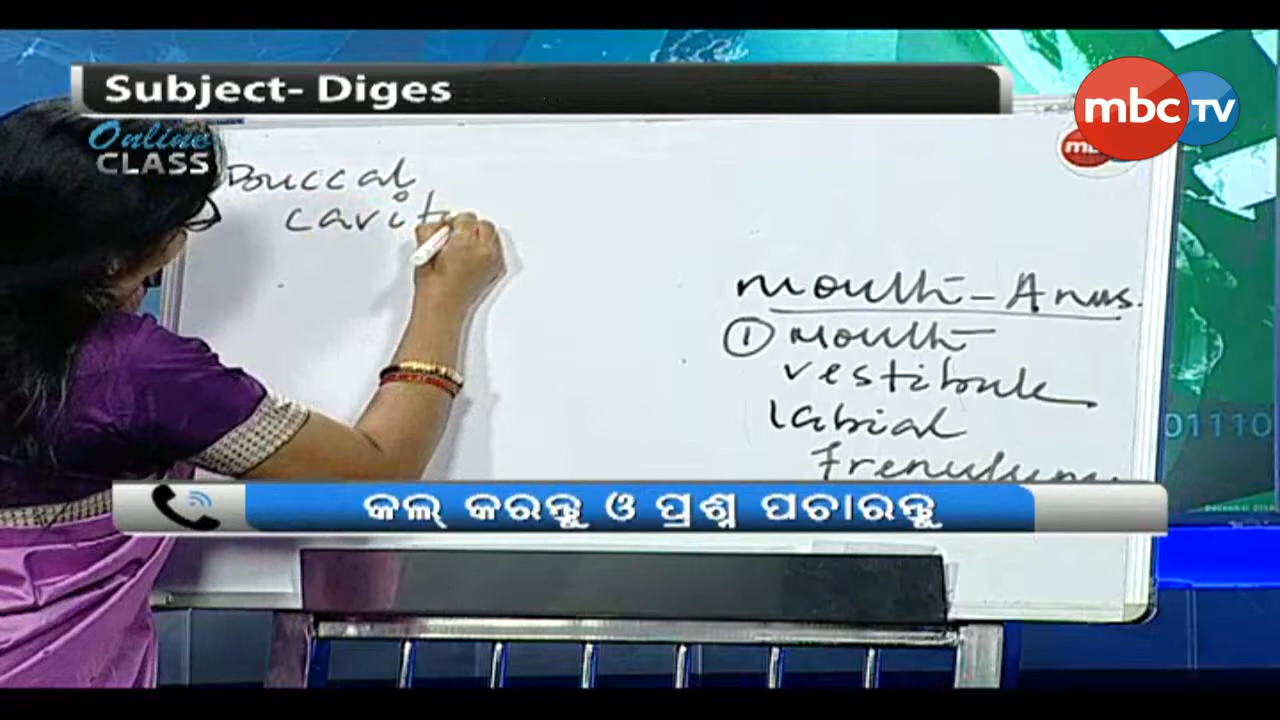 Subject- Diges
mbc TV
Online
CLASS
Buccal
cavit
mouth - Anus.
① mouth
vestibule
labial
frenulum.
01110
କଲ୍ କରନ୍ତୁ ଓ ପ୍ରଶ୍ନ ପଚାରନ୍ତୁ